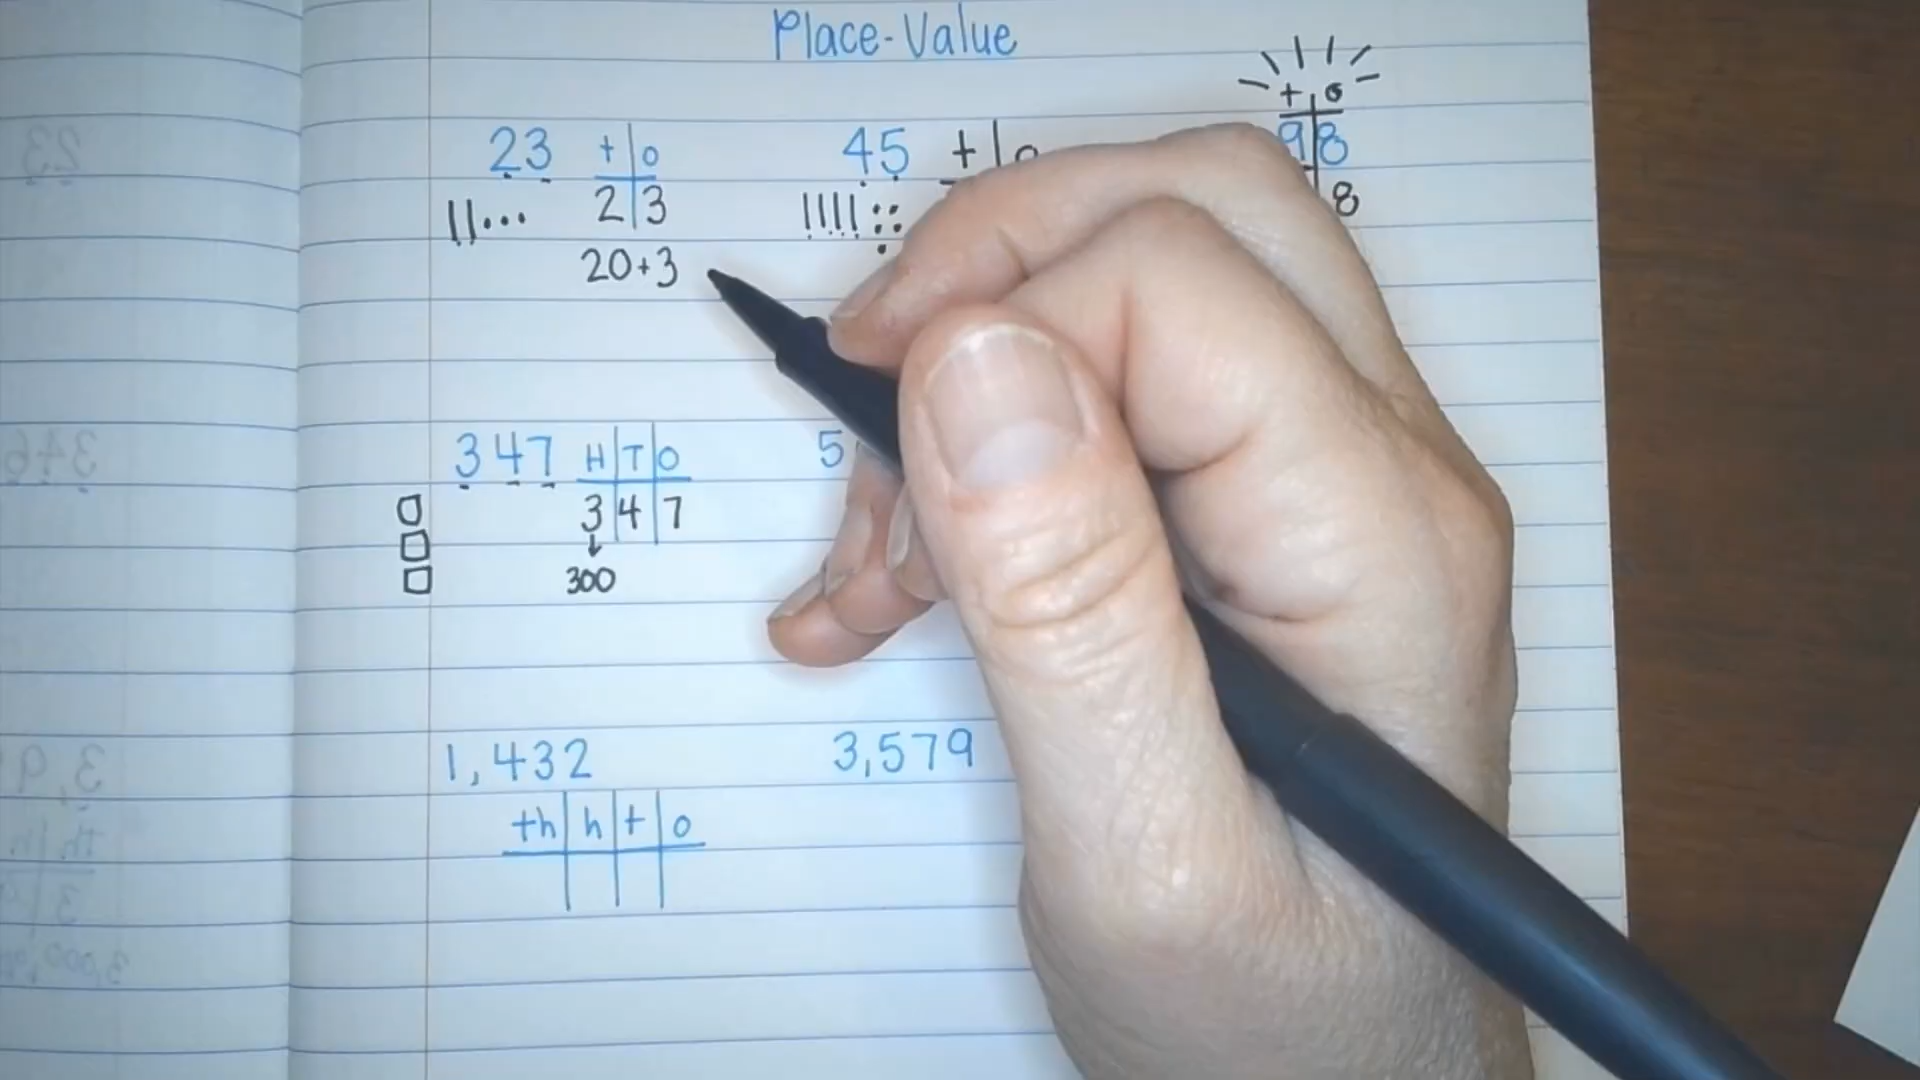 Place-Value
23 t o
2 3
20+3
45 t o
t o
98
8
347 H T O
3 4 7
300
5
1,432
th h t o
3,579